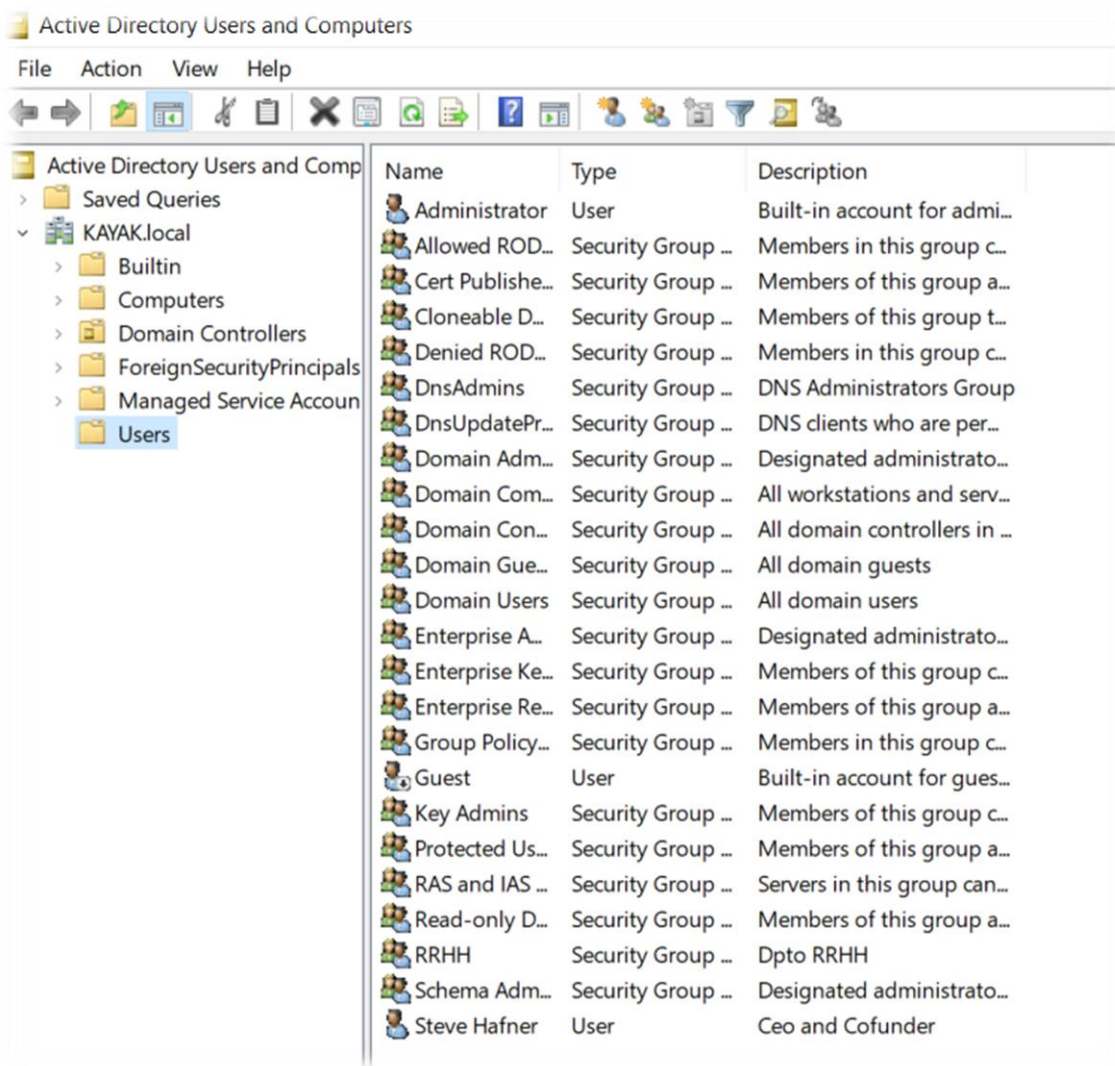 Active Directory Users and Computers
File Action View Help
Active Directory Users and Comp
Saved Queries
KAYAK.local
Builtin
Computers
Domain Controllers
ForeignSecurityPrincipals
Managed Service Accoun
Users
Name Type Description
Administrator User Built-in account for admi...
Allowed ROD... Security Group ... Members in this group c...
Cert Publishe... Security Group ... Members of this group a...
Cloneable D... Security Group ... Members of this group t...
Denied ROD... Security Group ... Members in this group c...
DnsAdmins Security Group ... DNS Administrators Group
DnsUpdatePr... Security Group ... DNS clients who are per...
Domain Adm... Security Group ... Designated administrato...
Domain Com... Security Group ... All workstations and serv...
Domain Con... Security Group ... All domain controllers in ...
Domain Gue... Security Group ... All domain guests
Domain Users Security Group ... All domain users
Enterprise A... Security Group ... Designated administrato...
Enterprise Ke... Security Group ... Members of this group c...
Enterprise Re... Security Group ... Members of this group a...
Group Policy... Security Group ... Members in this group c...
Guest User Built-in account for gues...
Key Admins Security Group ... Members of this group c...
Protected Us... Security Group ... Members of this group a...
RAS and IAS ... Security Group ... Servers in this group can...
Read-only D... Security Group ... Members of this group a...
RRHH Security Group ... Dpto RRHH
Schema Adm... Security Group ... Designated administrato...
Steve Hafner User Ceo and Cofunder